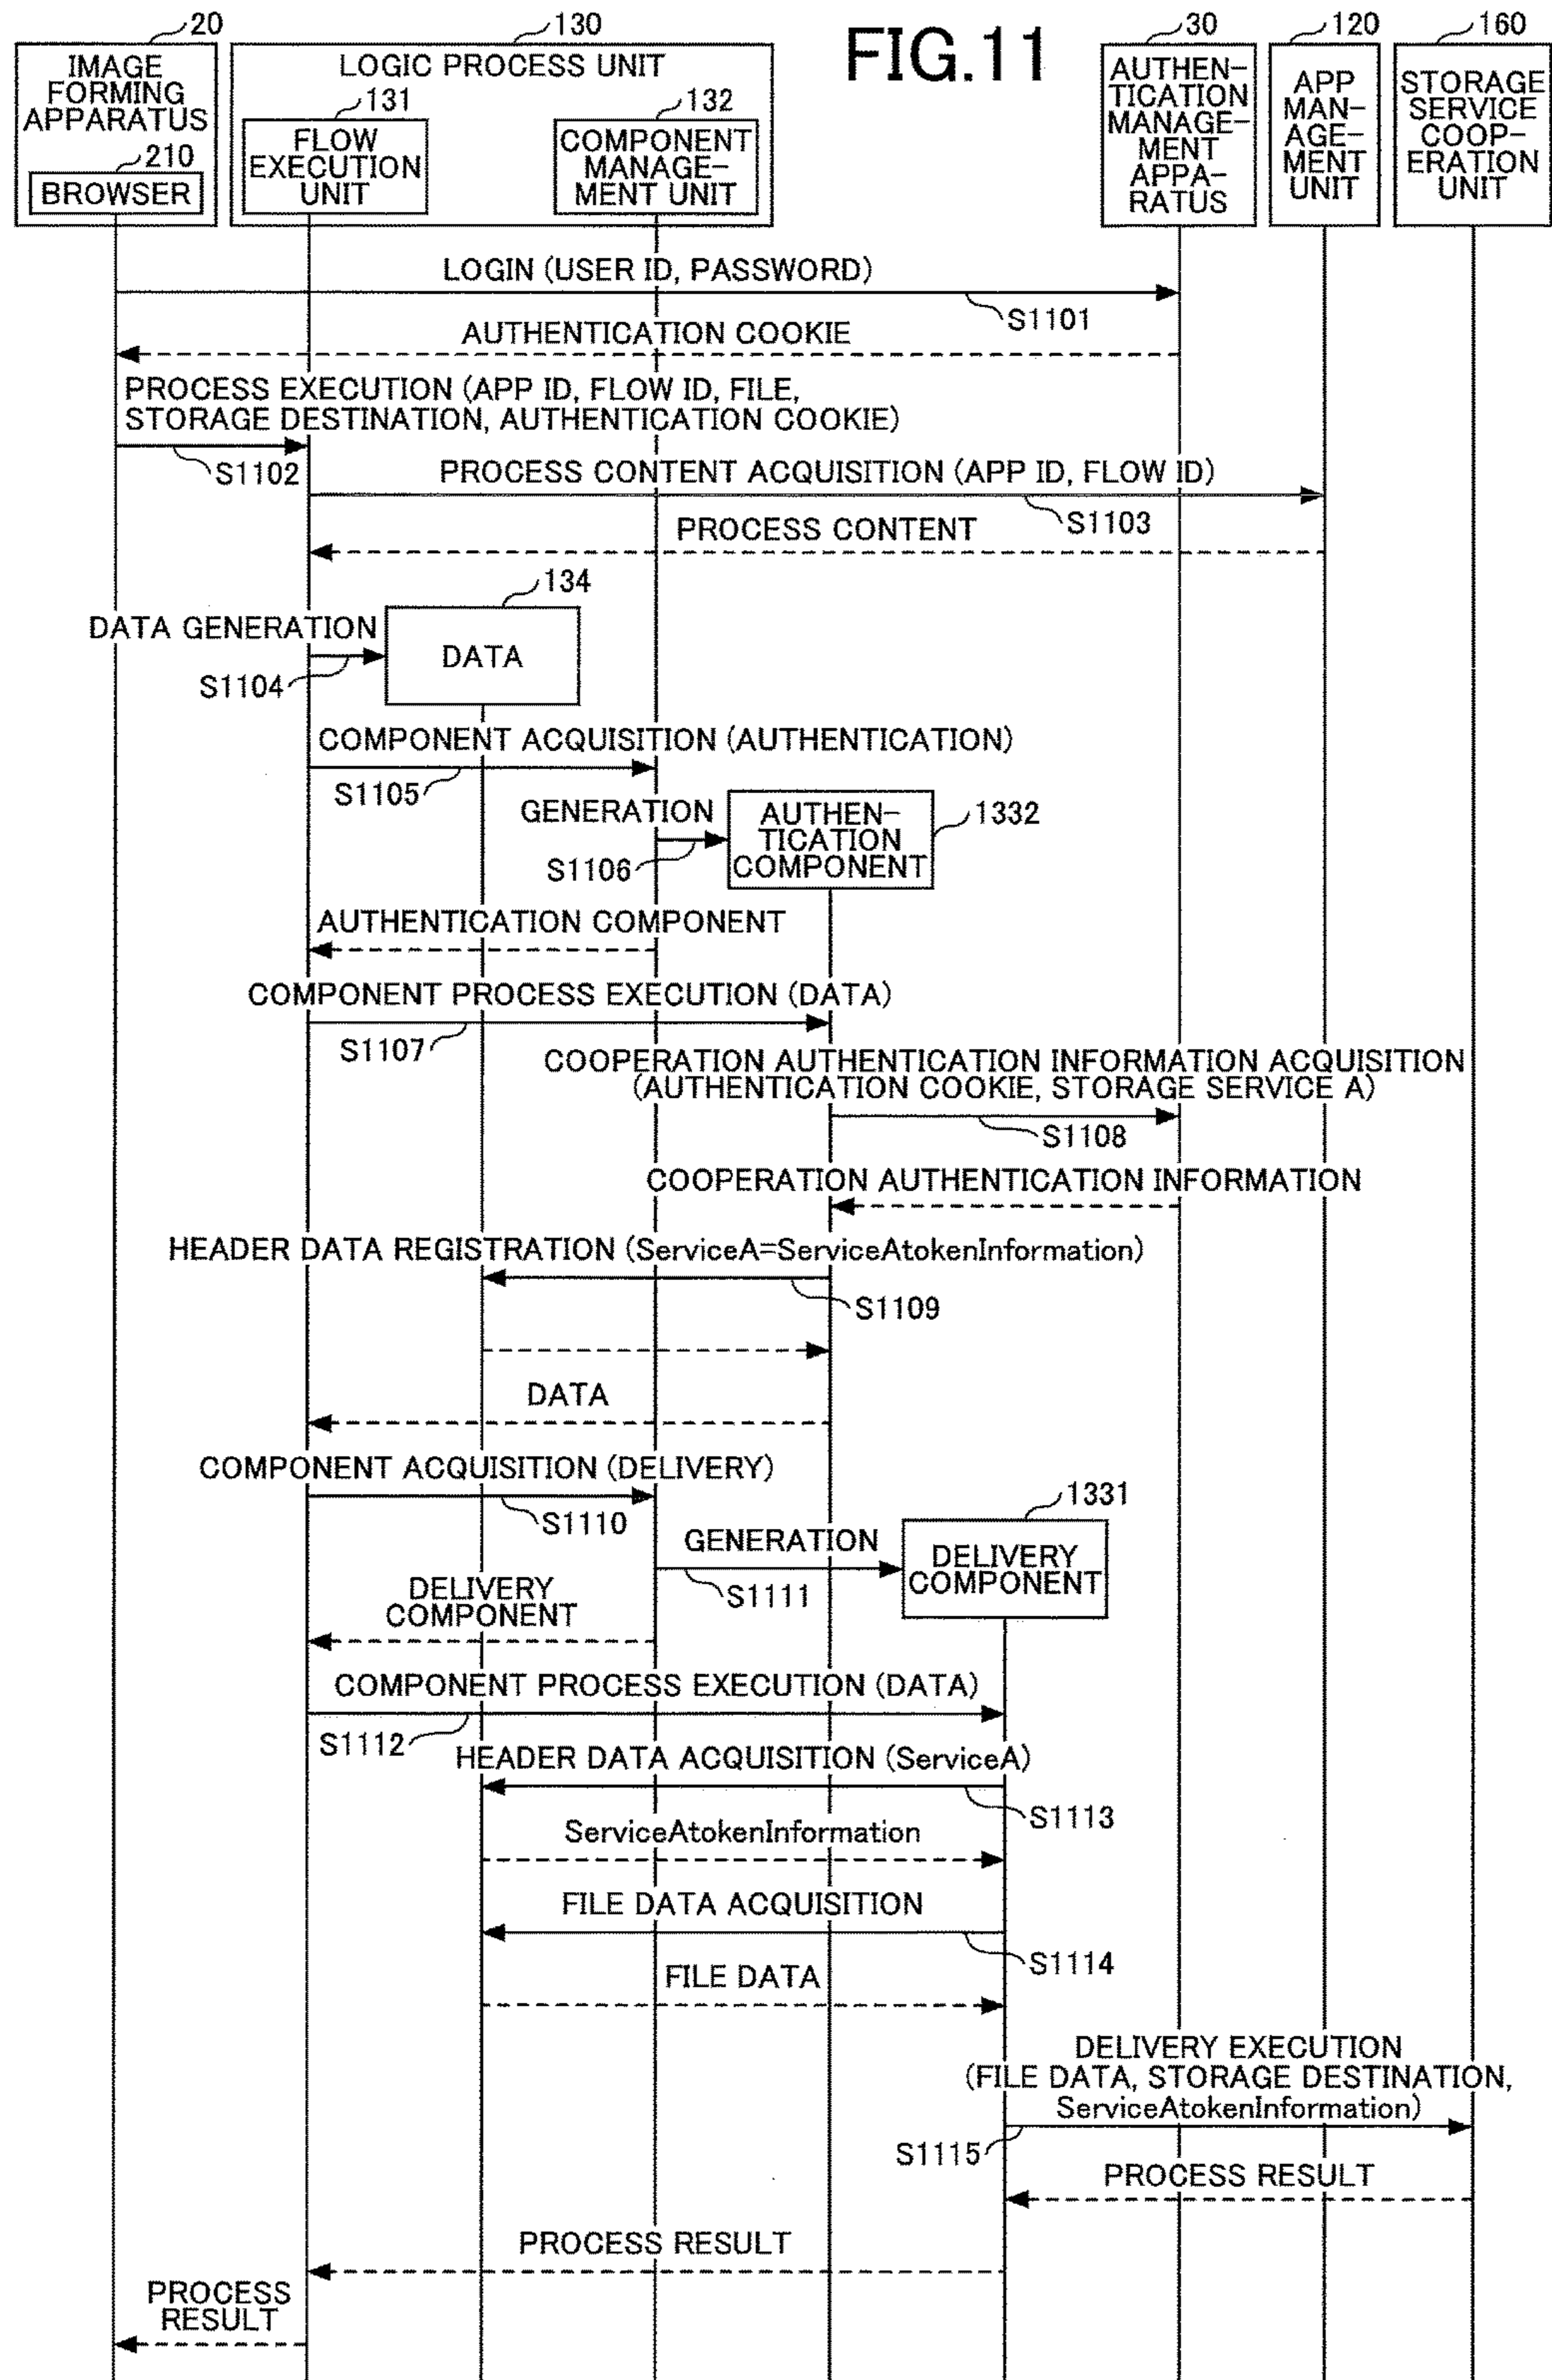 FIG.11
20
IMAGE
FORMING
APPARATUS
210
BROWSER
130
LOGIC PROCESS UNIT
131
FLOW
EXECUTION
UNIT
132
COMPONENT
MANAGE-
MENT UNIT
30
AUTHEN-
TICATION
MANAGE-
MENT
APPA-
RATUS
120
APP
MAN-
AGE-
MENT
UNIT
160
STORAGE
SERVICE
COOP-
ERATION
UNIT
LOGIN (USER ID, PASSWORD)
S1101
AUTHENTICATION COOKIE
PROCESS EXECUTION (APP ID, FLOW ID, FILE,
STORAGE DESTINATION, AUTHENTICATION COOKIE)
S1102
PROCESS CONTENT ACQUISITION (APP ID, FLOW ID)
S1103
PROCESS CONTENT
134
DATA GENERATION
DATA
S1104
COMPONENT ACQUISITION (AUTHENTICATION)
S1105
GENERATION
S1106
AUTHEN-
TICATION
COMPONENT
1332
AUTHENTICATION COMPONENT
COMPONENT PROCESS EXECUTION (DATA)
S1107
COOPERATION AUTHENTICATION INFORMATION ACQUISITION
(AUTHENTICATION COOKIE, STORAGE SERVICE A)
S1108
COOPERATION AUTHENTICATION INFORMATION
HEADER DATA REGISTRATION (ServiceA=ServiceAtokenInformation)
S1109
DATA
COMPONENT ACQUISITION (DELIVERY)
S1110
1331
GENERATION
S1111
DELIVERY
COMPONENT
DELIVERY
COMPONENT
COMPONENT PROCESS EXECUTION (DATA)
S1112
HEADER DATA ACQUISITION (ServiceA)
S1113
ServiceAtokenInformation
FILE DATA ACQUISITION
S1114
FILE DATA
DELIVERY EXECUTION
(FILE DATA, STORAGE DESTINATION,
ServiceAtokenInformation)
S1115
PROCESS RESULT
PROCESS RESULT
PROCESS
RESULT